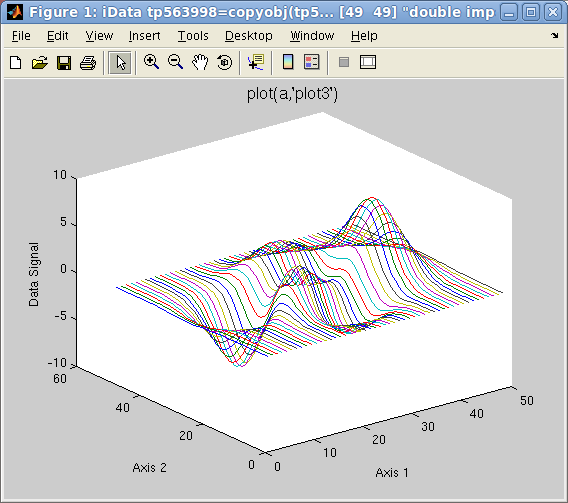 Figure 1: iData tp563998=copyobj(tp5... [49 49] "double imp
File Edit View Insert Tools Desktop Window Help
plot(a,'plot3')
10
5
0
-5
-10
Data Signal
60
40
20
0
Axis 2
0
10
20
30
40
50
Axis 1